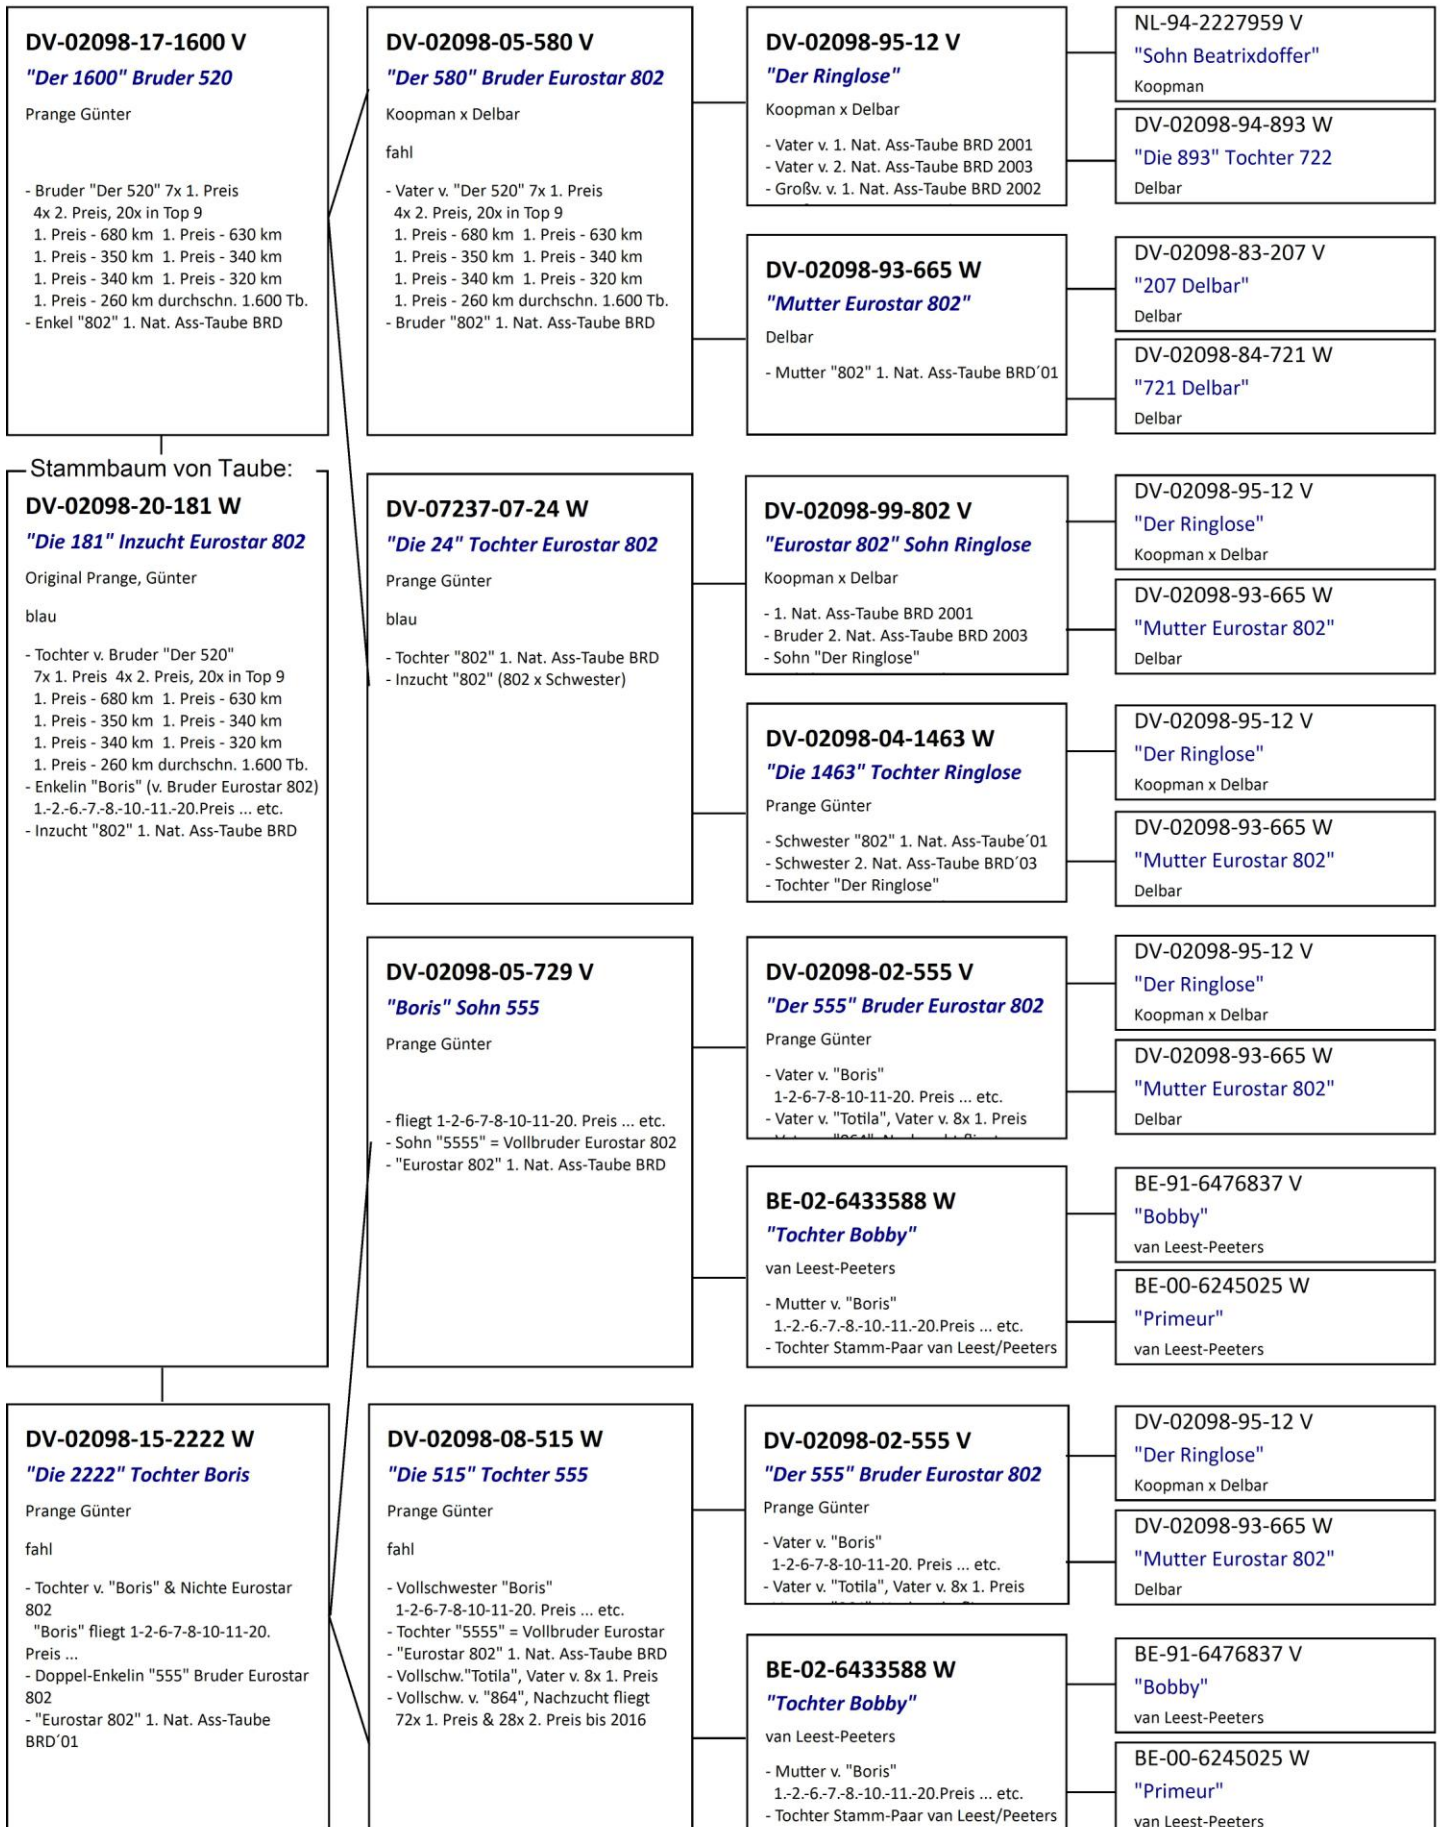 DV-02098-17-1600 V
"Der 1600" Bruder 520
Prange Günter
- Bruder "Der 520" 7x 1. Preis
4x 2. Preis, 20x in Top 9
1. Preis - 680 km  1. Preis - 630 km
1. Preis - 350 km  1. Preis - 340 km
1. Preis - 340 km  1. Preis - 320 km
1. Preis - 260 km durchschn. 1.600 Tb.
- Enkel "802" 1. Nat. Ass-Taube BRD
Stammbaum von Taube:
DV-02098-20-181 W
"Die 181" Inzucht Eurostar 802
Original Prange, Günter
blau
- Tochter v. Bruder "Der 520"
7x 1. Preis  4x 2. Preis, 20x in Top 9
1. Preis - 680 km  1. Preis - 630 km
1. Preis - 350 km  1. Preis - 340 km
1. Preis - 340 km  1. Preis - 320 km
1. Preis - 260 km durchschn. 1.600 Tb.
- Enkelin "Boris" (v. Bruder Eurostar 802)
1.-2.-6.-7.-8.-10.-11.-20.Preis ... etc.
- Inzucht "802" 1. Nat. Ass-Taube BRD
DV-02098-15-2222 W
"Die 2222" Tochter Boris
Prange Günter
fahl
- Tochter v. "Boris" & Nichte Eurostar
802
"Boris" fliegt 1-2-6-7-8-10-11-20.
Preis ...
- Doppel-Enkelin "555" Bruder Eurostar
802
- "Eurostar 802" 1. Nat. Ass-Taube
BRD´01
DV-02098-05-580 V
"Der 580" Bruder Eurostar 802
Koopman x Delbar
fahl
- Vater v. "Der 520" 7x 1. Preis
4x 2. Preis, 20x in Top 9
1. Preis - 680 km  1. Preis - 630 km
1. Preis - 350 km  1. Preis - 340 km
1. Preis - 340 km  1. Preis - 320 km
1. Preis - 260 km durchschn. 1.600 Tb.
- Bruder "802" 1. Nat. Ass-Taube BRD
DV-07237-07-24 W
"Die 24" Tochter Eurostar 802
Prange Günter
blau
- Tochter "802" 1. Nat. Ass-Taube BRD
- Inzucht "802" (802 x Schwester)
DV-02098-05-729 V
"Boris" Sohn 555
Prange Günter
- fliegt 1-2-6-7-8-10-11-20. Preis ... etc.
- Sohn "5555" = Vollbruder Eurostar 802
- "Eurostar 802" 1. Nat. Ass-Taube BRD
DV-02098-08-515 W
"Die 515" Tochter 555
Prange Günter
fahl
- Vollschwester "Boris"
1-2-6-7-8-10-11-20. Preis ... etc.
- Tochter "5555" = Vollbruder Eurostar
- "Eurostar 802" 1. Nat. Ass-Taube BRD
- Vollschw."Totila", Vater v. 8x 1. Preis
- Vollschw. v. "864", Nachzucht fliegt
72x 1. Preis & 28x 2. Preis bis 2016
DV-02098-95-12 V
"Der Ringlose"
Koopman x Delbar
- Vater v. 1. Nat. Ass-Taube BRD 2001
- Vater v. 2. Nat. Ass-Taube BRD 2003
- Großv. v. 1. Nat. Ass-Taube BRD 2002
DV-02098-93-665 W
"Mutter Eurostar 802"
Delbar
- Mutter "802" 1. Nat. Ass-Taube BRD´01
DV-02098-99-802 V
"Eurostar 802" Sohn Ringlose
Koopman x Delbar
- 1. Nat. Ass-Taube BRD 2001
- Bruder 2. Nat. Ass-Taube BRD 2003
- Sohn "Der Ringlose"
DV-02098-04-1463 W
"Die 1463" Tochter Ringlose
Prange Günter
- Schwester "802" 1. Nat. Ass-Taube´01
- Schwester 2. Nat. Ass-Taube BRD´03
- Tochter "Der Ringlose"
DV-02098-02-555 V
"Der 555" Bruder Eurostar 802
Prange Günter
- Vater v. "Boris"
1-2-6-7-8-10-11-20. Preis ... etc.
- Vater v. "Totila", Vater v. 8x 1. Preis
BE-02-6433588 W
"Tochter Bobby"
van Leest-Peeters
- Mutter v. "Boris"
1.-2.-6.-7.-8.-10.-11.-20.Preis ... etc.
- Tochter Stamm-Paar van Leest/Peeters
DV-02098-02-555 V
"Der 555" Bruder Eurostar 802
Prange Günter
- Vater v. "Boris"
1-2-6-7-8-10-11-20. Preis ... etc.
- Vater v. "Totila", Vater v. 8x 1. Preis
BE-02-6433588 W
"Tochter Bobby"
van Leest-Peeters
- Mutter v. "Boris"
1.-2.-6.-7.-8.-10.-11.-20.Preis ... etc.
- Tochter Stamm-Paar van Leest/Peeters
NL-94-2227959 V
"Sohn Beatrixdoffer"
Koopman
DV-02098-94-893 W
"Die 893" Tochter 722
Delbar
DV-02098-83-207 V
"207 Delbar"
Delbar
DV-02098-84-721 W
"721 Delbar"
Delbar
DV-02098-95-12 V
"Der Ringlose"
Koopman x Delbar
DV-02098-93-665 W
"Mutter Eurostar 802"
Delbar
DV-02098-95-12 V
"Der Ringlose"
Koopman x Delbar
DV-02098-93-665 W
"Mutter Eurostar 802"
Delbar
DV-02098-95-12 V
"Der Ringlose"
Koopman x Delbar
DV-02098-93-665 W
"Mutter Eurostar 802"
Delbar
BE-91-6476837 V
"Bobby"
van Leest-Peeters
BE-00-6245025 W
"Primeur"
van Leest-Peeters
DV-02098-95-12 V
"Der Ringlose"
Koopman x Delbar
DV-02098-93-665 W
"Mutter Eurostar 802"
Delbar
BE-91-6476837 V
"Bobby"
van Leest-Peeters
BE-00-6245025 W
"Primeur"
van Leest-Peeters